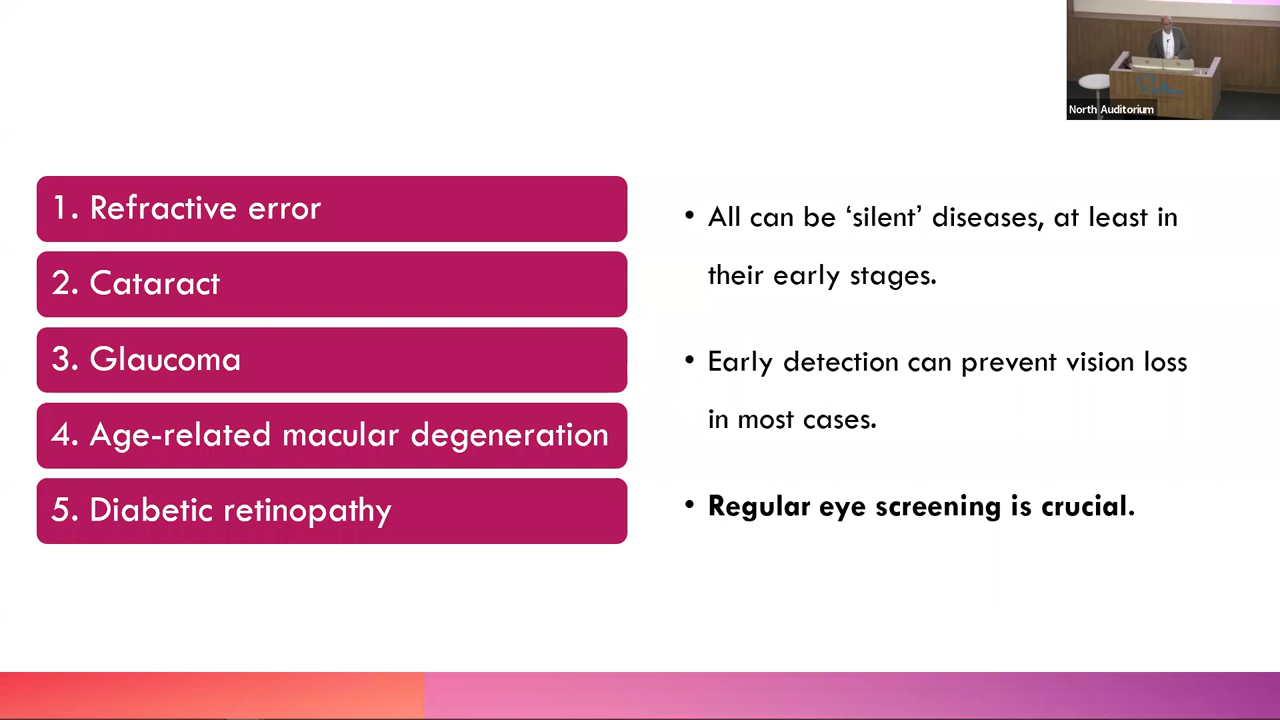 North Auditorium
1. Refractive error
2. Cataract
3. Glaucoma
4. Age-related macular degeneration
5. Diabetic retinopathy
• All can be ‘silent’ diseases, at least in
their early stages.
• Early detection can prevent vision loss
in most cases.
• Regular eye screening is crucial.